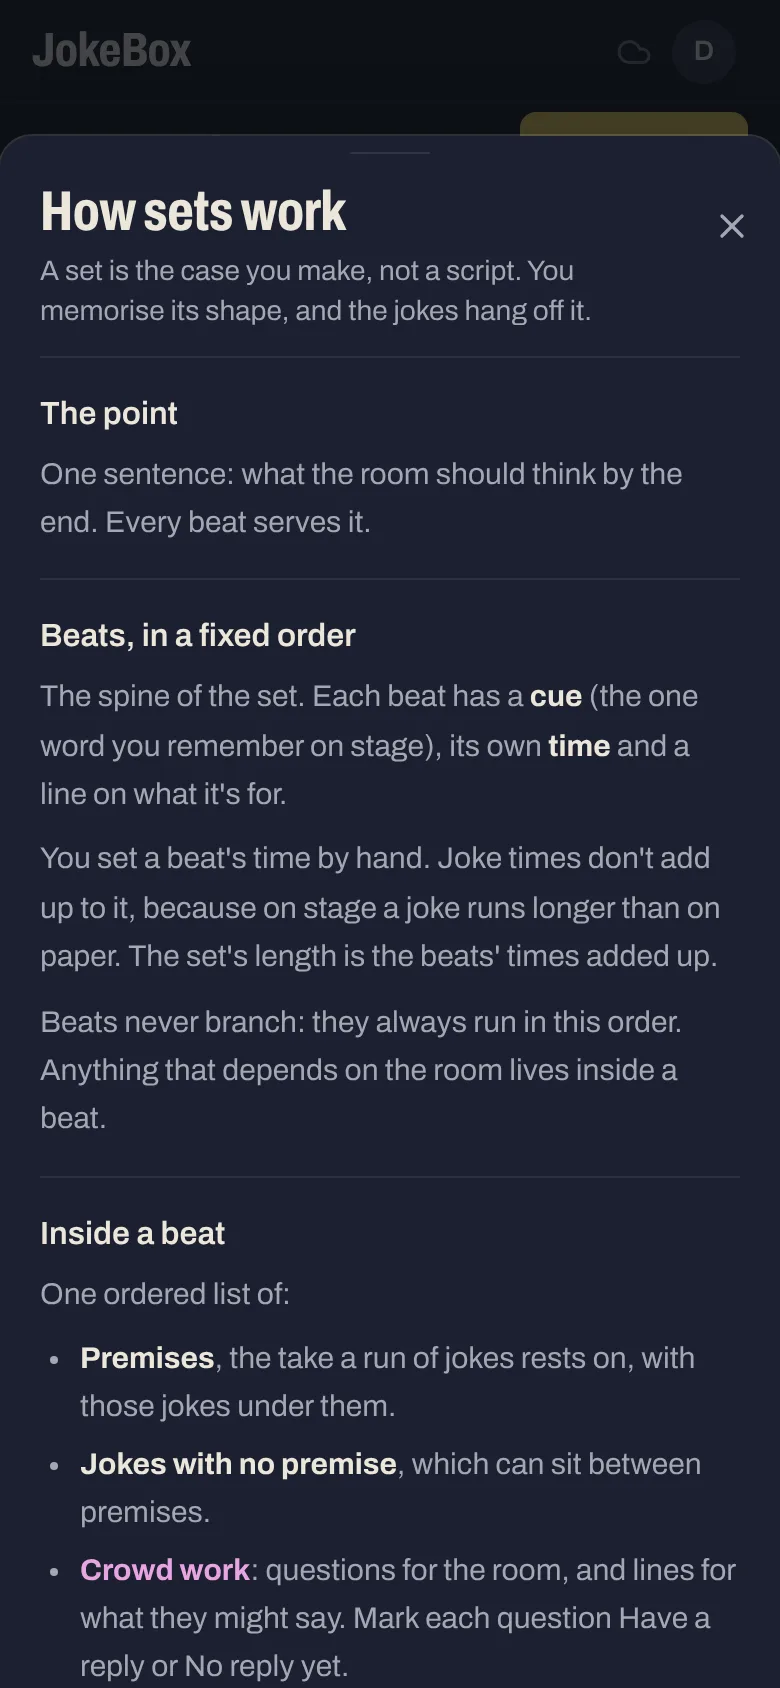 JokeBox
D
How sets work
A set is the case you make, not a script. You
memorise its shape, and the jokes hang off it.
The point
One sentence: what the room should think by the
end. Every beat serves it.
Beats, in a fixed order
The spine of the set. Each beat has a cue (the one
word you remember on stage), its own time and a
line on what it's for.
You set a beat's time by hand. Joke times don't add
up to it, because on stage a joke runs longer than on
paper. The set's length is the beats' times added up.
Beats never branch: they always run in this order.
Anything that depends on the room lives inside a
beat.
Inside a beat
One ordered list of:
• Premises, the take a run of jokes rests on, with
those jokes under them.
• Jokes with no premise, which can sit between
premises.
• Crowd work: questions for the room, and lines for
what they might say. Mark each question Have a
reply or No reply yet.